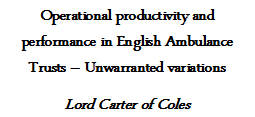 Operational productivity and
performance in English Ambulance
Trusts – Unwarranted variations
Lord Carter of Coles